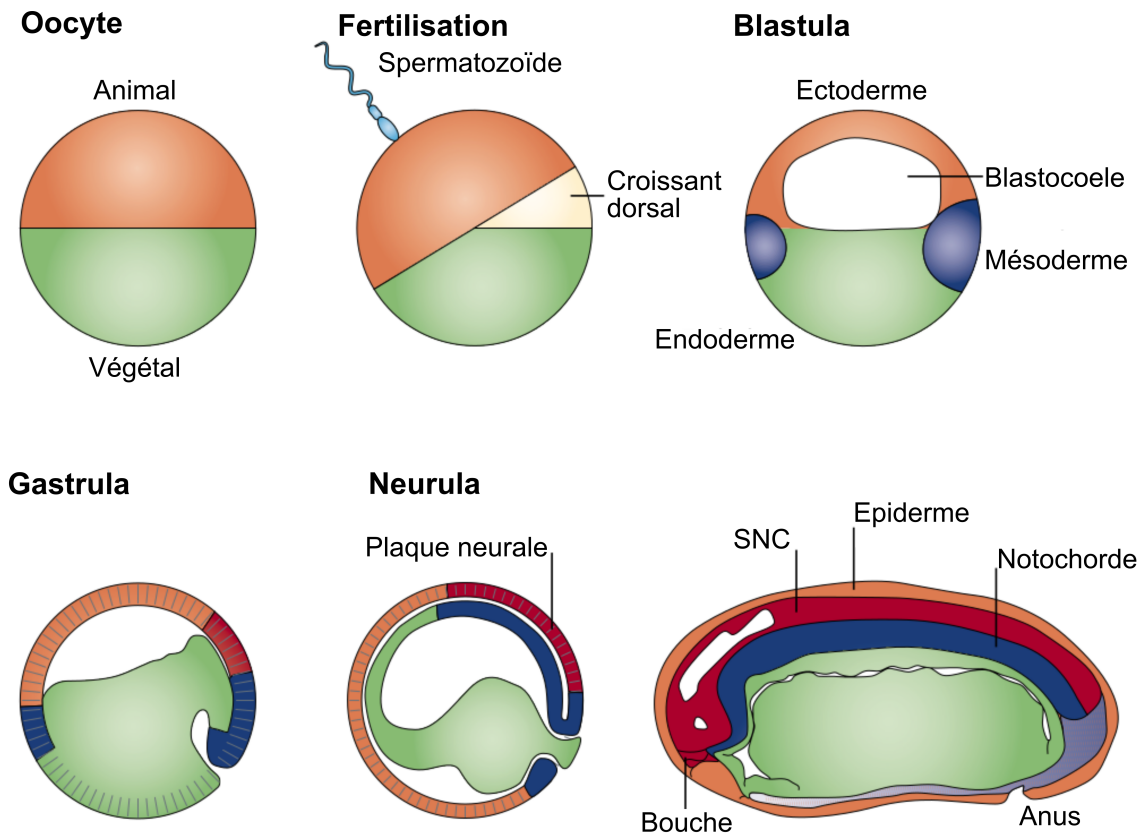 Oocyte
Fertilisation
Blastula
Spermatozoïde
Animal
Ectoderme
Croissant
dorsal
Blastocoele
Mésoderme
Endoderme
Végétal
Gastrula
Neurula
Plaque neurale
Epiderme
SNC
Notochorde
Bouche
Anus